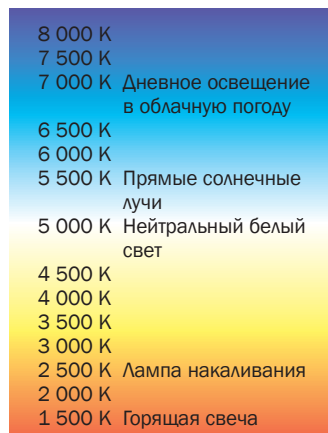 8 000 K
7 500 K
7 000 K Дневное освещение
в облачную погоду
6 500 K
6 000 K
5 500 K Прямые солнечные
лучи
5 000 K Нейтральный белый
свет
4 500 K
4 000 K
3 500 K
3 000 K
2 500 K Лампа накаливания
2 000 K
1 500 K Горящая свеча